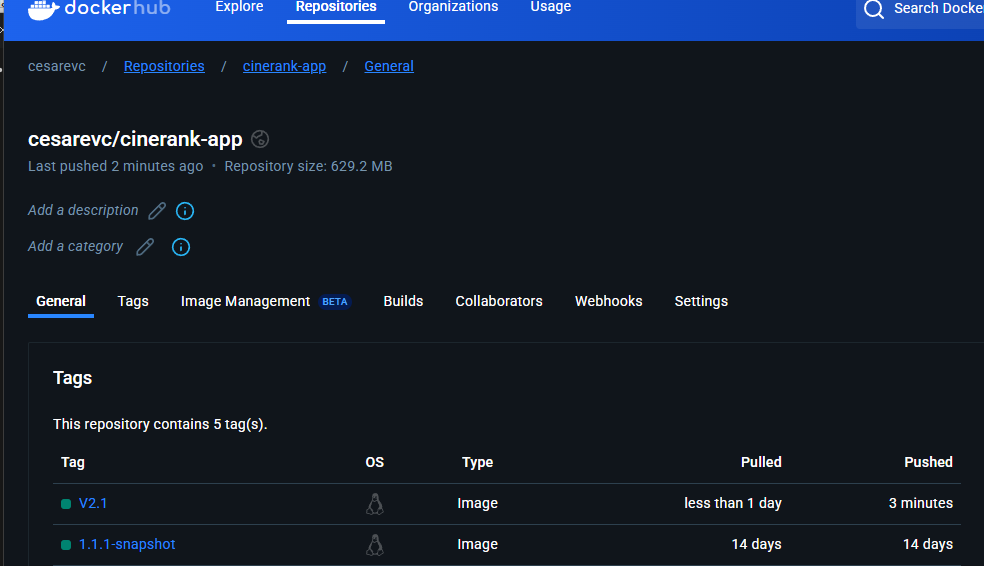 dockerhub Explore Repositories Organizations Usage Search Docke
cesarevc / Repositories / cinerank-app / General
cesarevc/cinerank-app
Last pushed 2 minutes ago • Repository size: 629.2 MB
Add a description
Add a category
General Tags Image Management BETA Builds Collaborators Webhooks Settings
Tags
This repository contains 5 tag(s).
Tag OS Type Pulled Pushed
V2.1 Image less than 1 day 3 minutes
1.1.1-snapshot Image 14 days 14 days